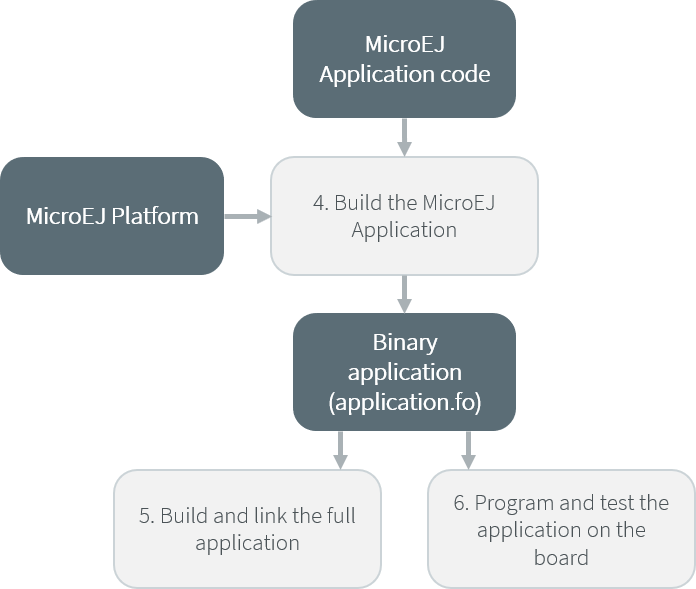 MicroEJ
Application code
MicroEJ Platform
4. Build the MicroEJ
Application
Binary
application
(application.fo)
5. Build and link the full
application
6. Program and test the
application on the
board